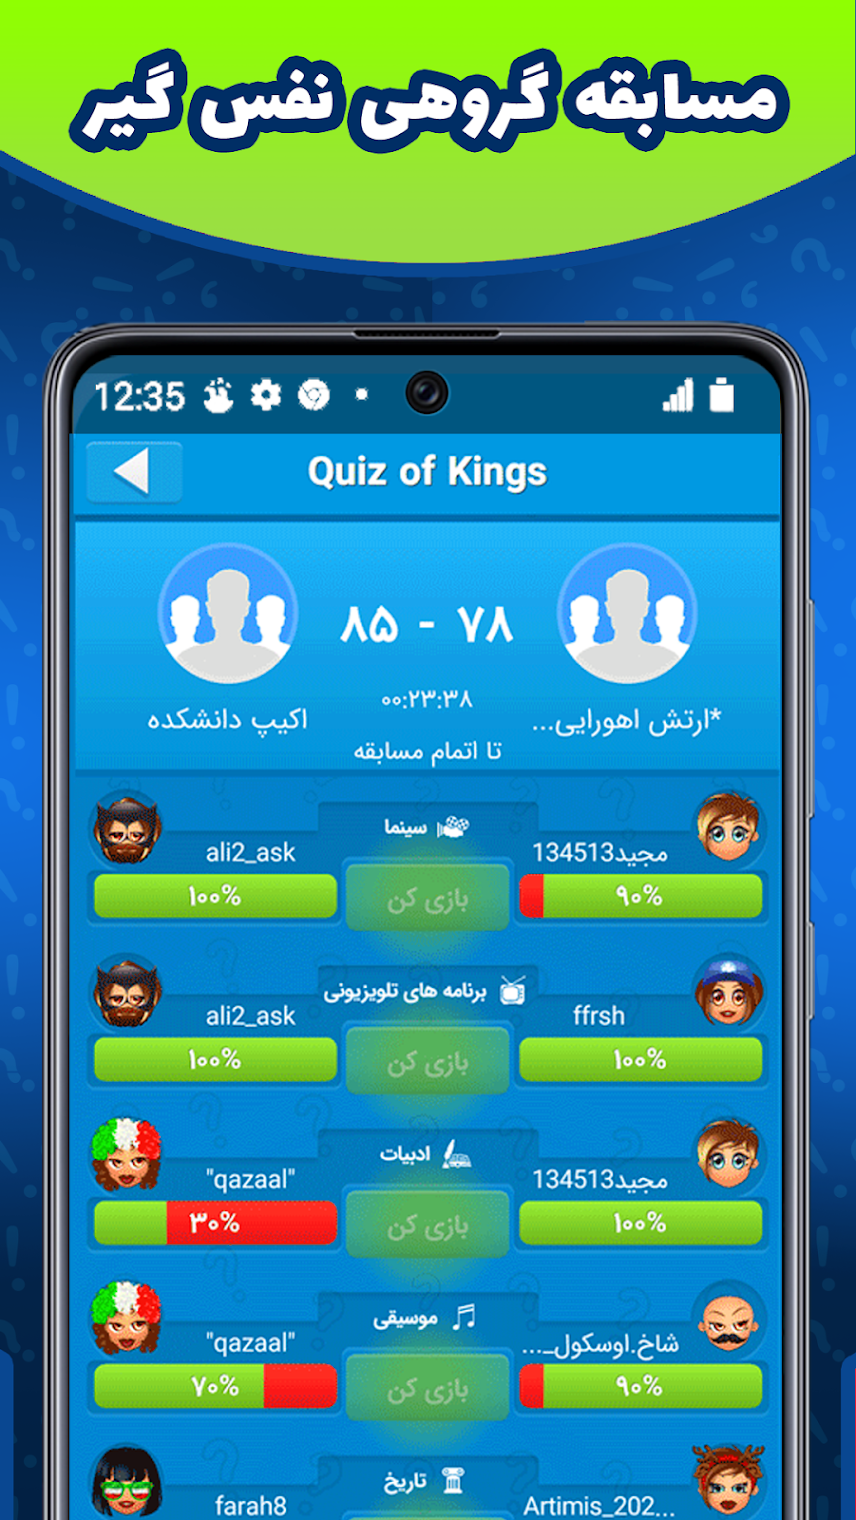 مسابقه گروهی نفس گیر
12:35
Quiz of Kings
۸۵ - ۷۸
۰۰:۲۳:۳۸
اکیپ دانشکده
*ارتش اهورایی...
تا اتمام مسابقه
سینما
ali2_ask
مجید134513
۱۰۰%
بازی کن
۹۰%
برنامه های تلویزیونی
ali2_ask
ffrsh
۱۰۰%
بازی کن
۱۰۰%
ادبیات
"qazaal"
مجید134513
۳۰%
بازی کن
۱۰۰%
موسیقی
"qazaal"
شاخ.اوسکول_...
۷۰%
بازی کن
۹۰%
تاریخ
farah8
Artimis_202...